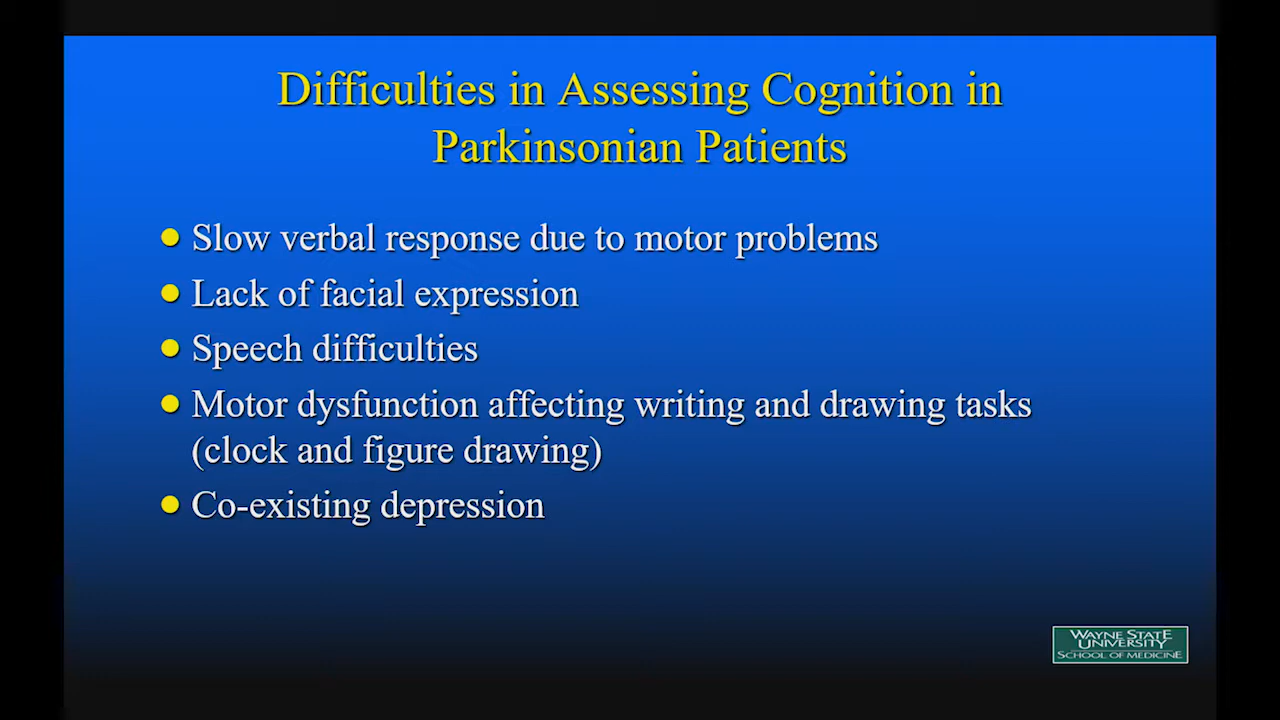 Difficulties in Assessing Cognition in
Parkinsonian Patients
Slow verbal response due to motor problems
Lack of facial expression
Speech difficulties
Motor dysfunction affecting writing and drawing tasks
(clock and figure drawing)
Co-existing depression
WAYNE STATE
UNIVERSITY
SCHOOL OF MEDICINE